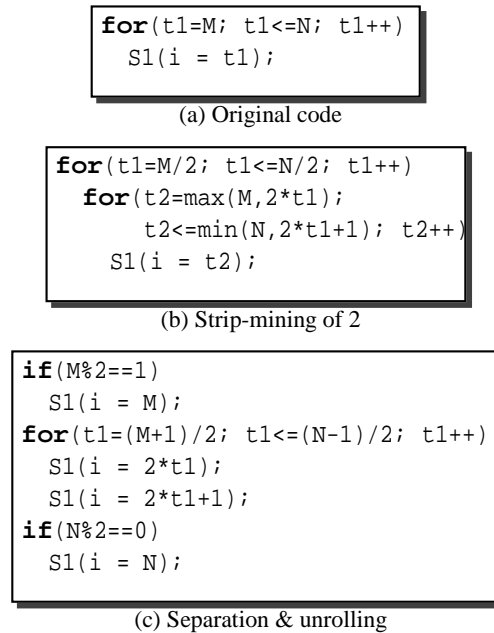 for(t1=M; t1<=N; t1++)
S1(i = t1);
(a) Original code
for(t1=M/2; t1<=N/2; t1++)
for(t2=max(M,2*t1);
t2<=min(N,2*t1+1); t2++)
S1(i = t2);
(b) Strip-mining of 2
if(M%2==1)
S1(i = M);
for(t1=(M+1)/2; t1<=(N-1)/2; t1++)
S1(i = 2*t1);
S1(i = 2*t1+1);
if(N%2==0)
S1(i = N);
(c) Separation & unrolling